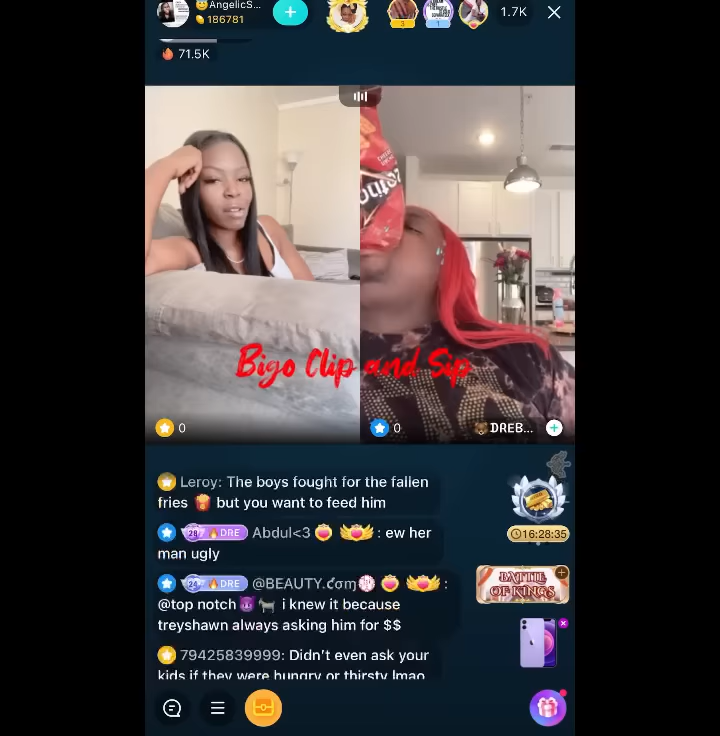 😇AngelicS...
186781
3
1
1.7K
71.5K
Bigo Clip and Sip
0
0
🐻DREB...
Leroy: The boys fought for the fallen
fries 🍟 but you want to feed him
28 🔥DRE Abdul<3 : ew her
man ugly
24 🔥DRE @BEAUTY.ƈσɱ :
@top notch😈🐐 i knew it because
treyshawn always asking him for $$
79425839999: Didn't even ask your
kids if they were hungry or thirsty lmao
16:28:35
BATTLE
OF KINGS